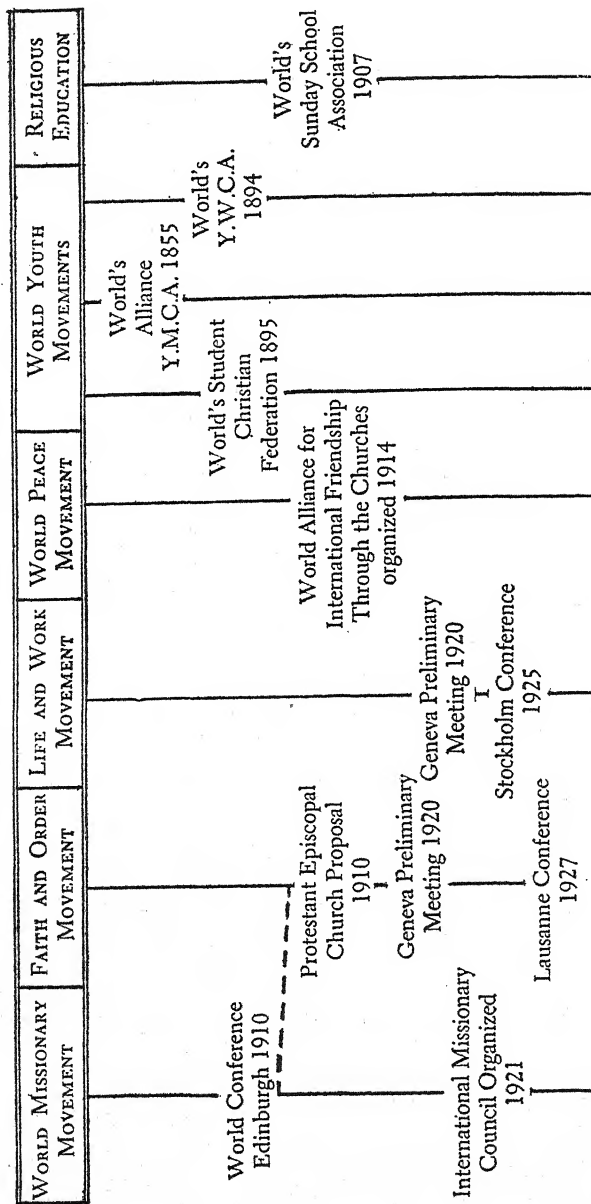 WORLD MISSIONARY
MOVEMENT
FAITH AND ORDER
MOVEMENT
LIFE AND WORK
MOVEMENT
WORLD PEACE
MOVEMENT
WORLD YOUTH
MOVEMENTS
RELIGIOUS
EDUCATION
World Conference
Edinburgh 1910
International Missionary
Council Organized
1921
Protestant Episcopal
Church Proposal
1910
Geneva Preliminary
Meeting 1920
Lausanne Conference
1927
Geneva Preliminary
Meeting 1920
Stockholm Conference
1925
World Alliance for
International Friendship
Through the Churches
organized 1914
World's Student
Christian
Federation 1895
World's
Alliance
Y.M.C.A. 1855
World's
Y.W.C.A.
1894
World's
Sunday School
Association
1907